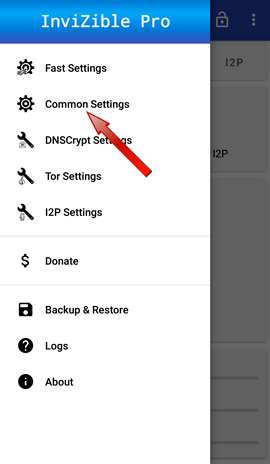 InviZible Pro
Fast Settings
I2P
Common Settings
DNSCrypt Settings
I2P
Tor Settings
I2P Settings
Donate
Backup & Restore
Logs
About